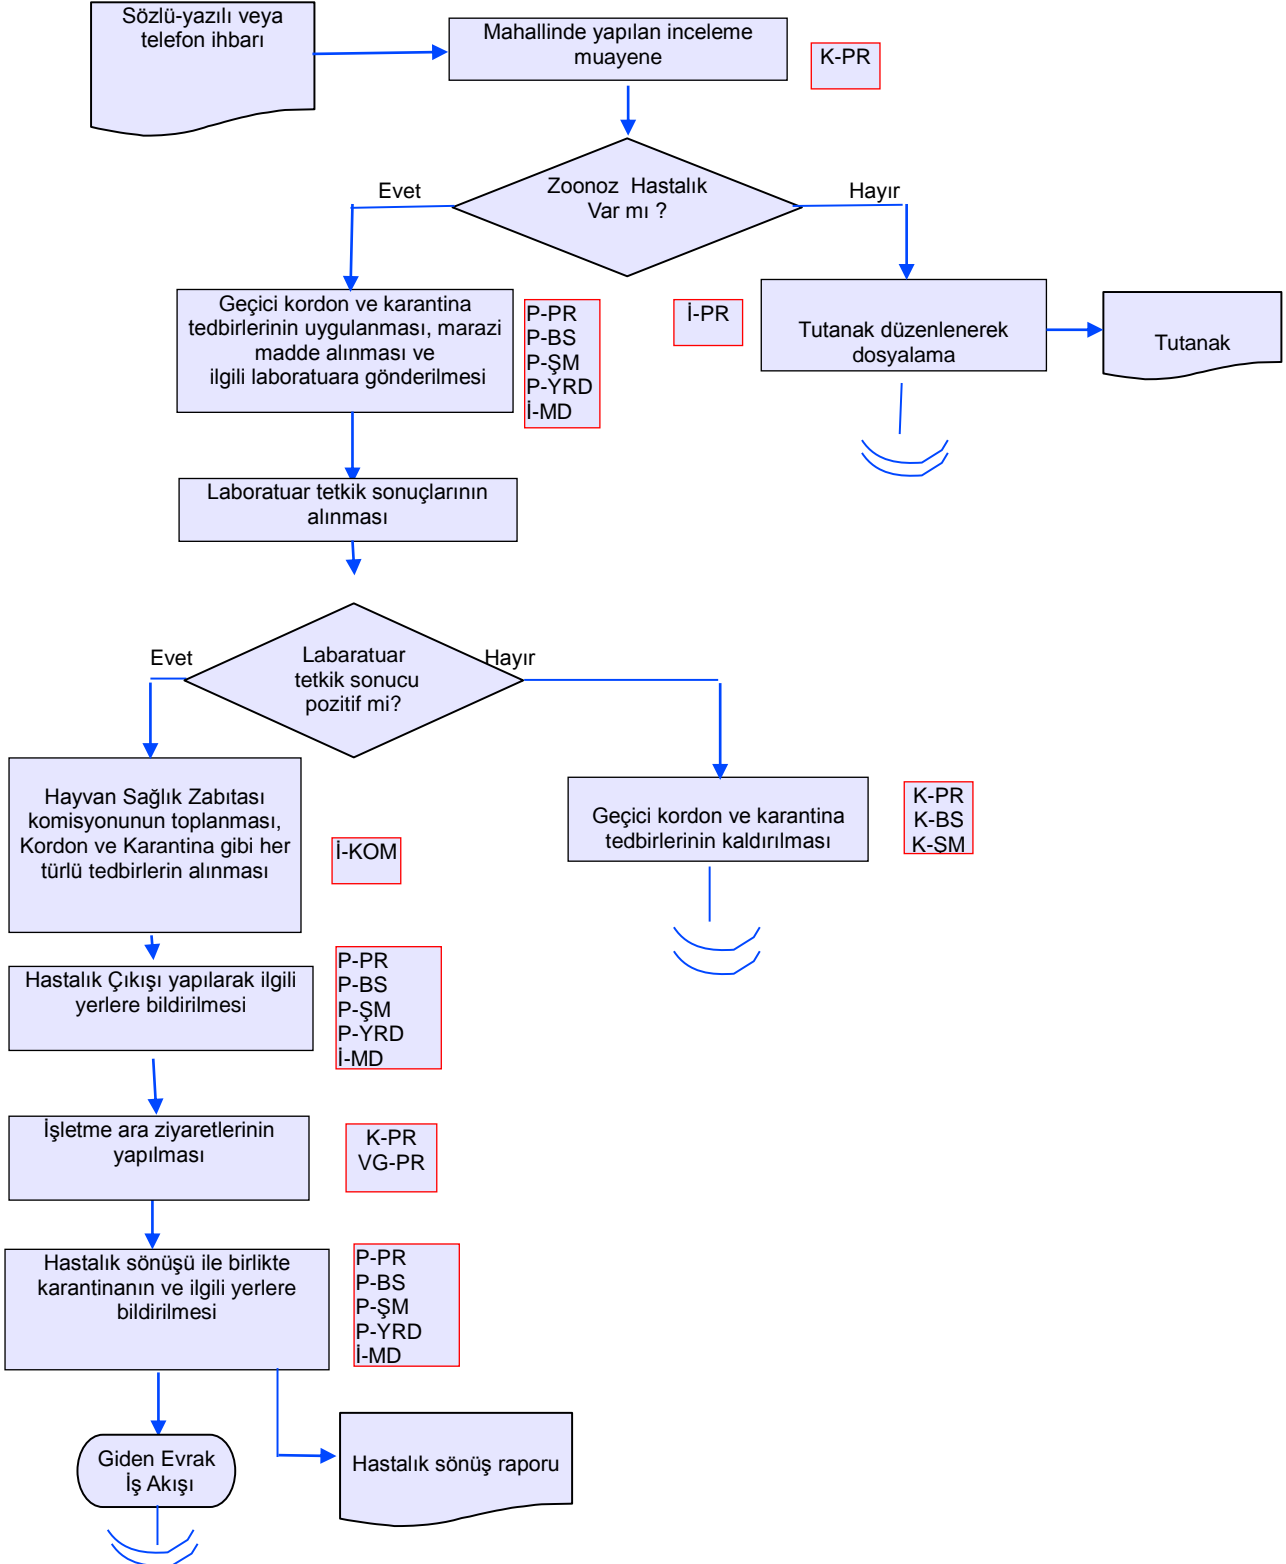 Sözlü-yazılı veya
telefon ihbarı
Mahallinde yapılan inceleme
muayene
K-PR
Zoonoz Hastalık
Var mı ?
Evet
Hayır
Geçici kordon ve karantina
tedbirlerinin uygulanması, marazi
madde alınması ve
ilgili laboratuara gönderilmesi
P-PR
P-BS
P-ŞM
P-YRD
İ-MD
İ-PR
Tutanak düzenlenerek
dosyalama
Tutanak
Laboratuar tetkik sonuçlarının
alınması
Labaratuar
tetkik sonucu
pozitif mi?
Evet
Hayır
Hayvan Sağlık Zabıtası
komisyonunun toplanması,
Kordon ve Karantina gibi her
türlü tedbirlerin alınması
İ-KOM
Geçici kordon ve karantina
tedbirlerinin kaldırılması
K-PR
K-BS
K-ŞM
Hastalık Çıkışı yapılarak ilgili
yerlere bildirilmesi
P-PR
P-BS
P-ŞM
P-YRD
İ-MD
İşletme ara ziyaretlerinin
yapılması
K-PR
VG-PR
Hastalık sönüşü ile birlikte
karantinanın ve ilgili yerlere
bildirilmesi
P-PR
P-BS
P-ŞM
P-YRD
İ-MD
Giden Evrak
İş Akışı
Hastalık sönüş raporu